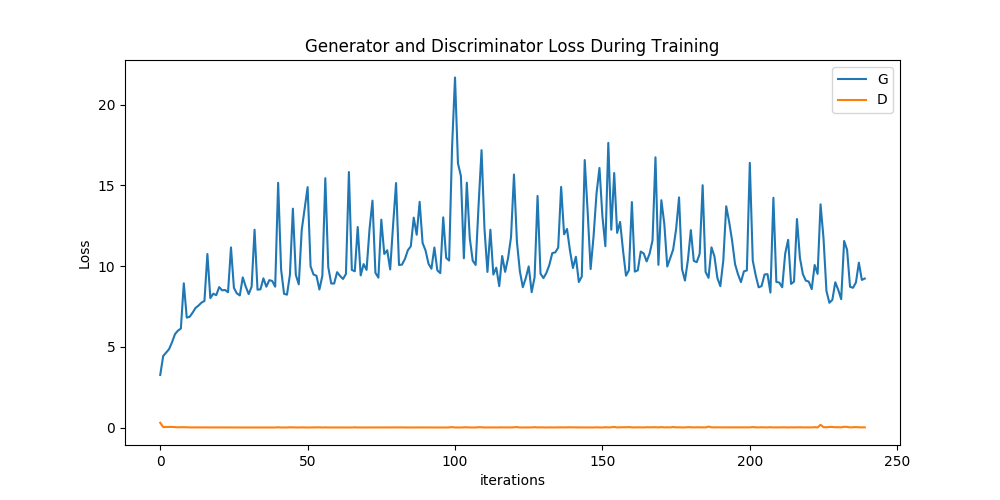 Generator and Discriminator Loss During Training
G
D
Loss
20
15
10
5
0
0 50 100 150 200 250
iterations